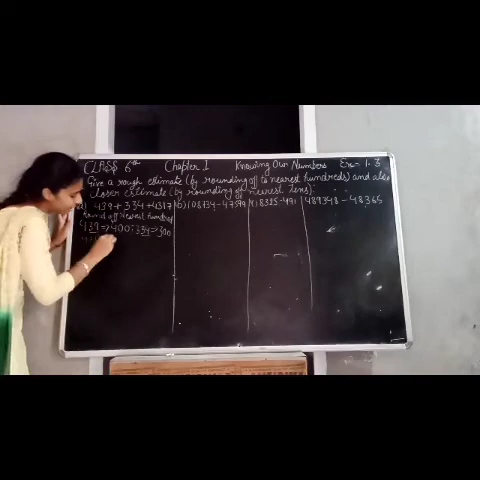 CLASS 6th Chapter 1 Knowing Our Numbers Ex- 1.3
Give a rough estimate (by rounding off to nearest hundreds) and also
closer estimate (by rounding off nearest tens):
a) 439 + 334 + 4317 b) 108734 - 47599 c) 8325 - 491 489348 - 48365
Round off Nearest hundred
439 => 400 ; 334 => 300